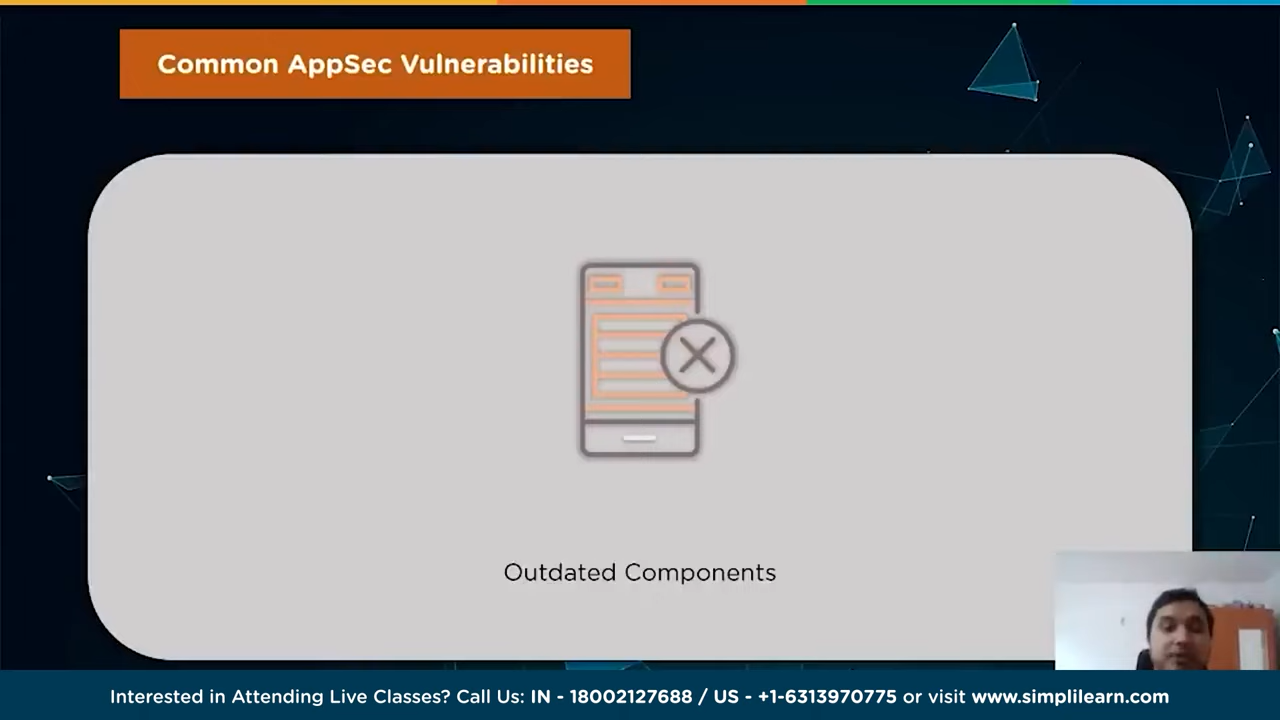 Common AppSec Vulnerabilities
Outdated Components
Interested in Attending Live Classes? Call Us: IN - 18002127688 / US - +1-6313970775 or visit www.simplilearn.com